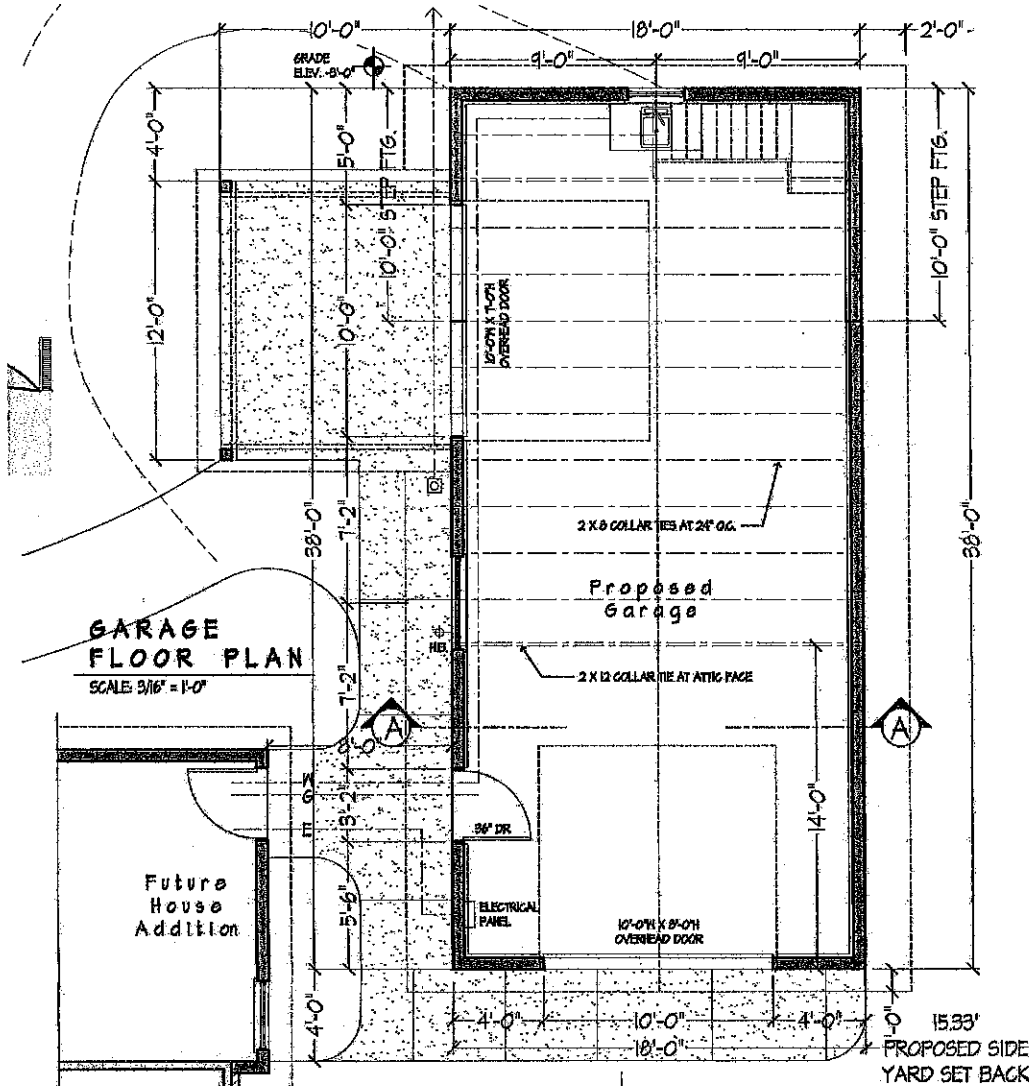 10'-0"
18'-0"
2'-0"
GRADE
ELEV. -8'-0"
9'-0"
9'-0"
4'-0"
5'-0"
10'-0" STEP FTG.
10'-0" STEP FTG.
12'-0"
10'-0"
10'-0"W X 7'-0"H
OVERHEAD DOOR
38'-0"
7'-2"
2 X 8 COLLAR TIES AT 24" O.C.
38'-0"
Proposed
Garage
GARAGE
FLOOR PLAN
SCALE: 3/16" = 1'-0"
H.B.
7'-2"
2 X 12 COLLAR TIE AT ATTIC FACE
A
A
W
G
E
3'-2"
36" DR
14'-0"
Future
House
Addition
5'-6"
ELECTRICAL
PANEL
10'-0"W X 8'-0"H
OVERHEAD DOOR
4'-0"
4'-0"
10'-0"
4'-0"
18'-0"
15.33'
PROPOSED SIDE
YARD SET BACK